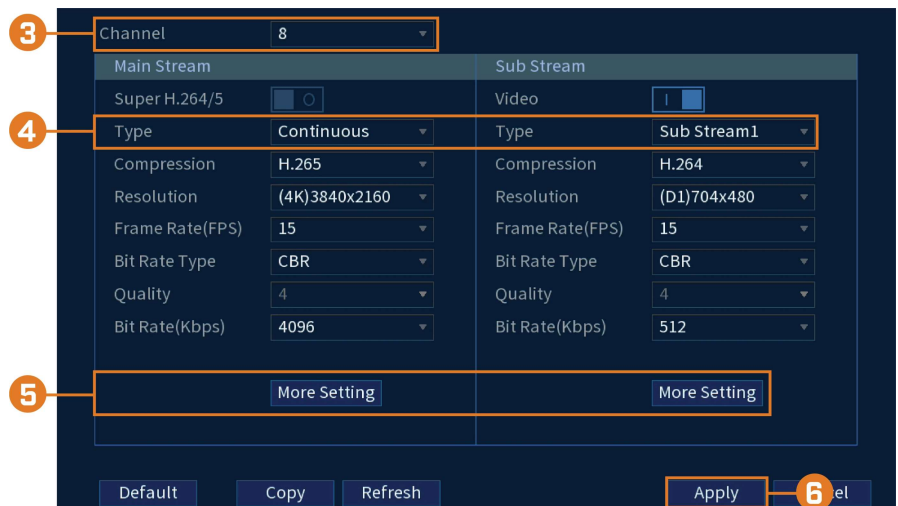 3 Channel 8
Main Stream Sub Stream
Super H.264/5 O Video I
4 Type Continuous Type Sub Stream1
Compression H.265 Compression H.264
Resolution (4K)3840x2160 Resolution (D1)704x480
Frame Rate(FPS) 15 Frame Rate(FPS) 15
Bit Rate Type CBR Bit Rate Type CBR
Quality 4 Quality 4
Bit Rate(Kbps) 4096 Bit Rate(Kbps) 512
5 More Setting More Setting
Default Copy Refresh Apply 6 el